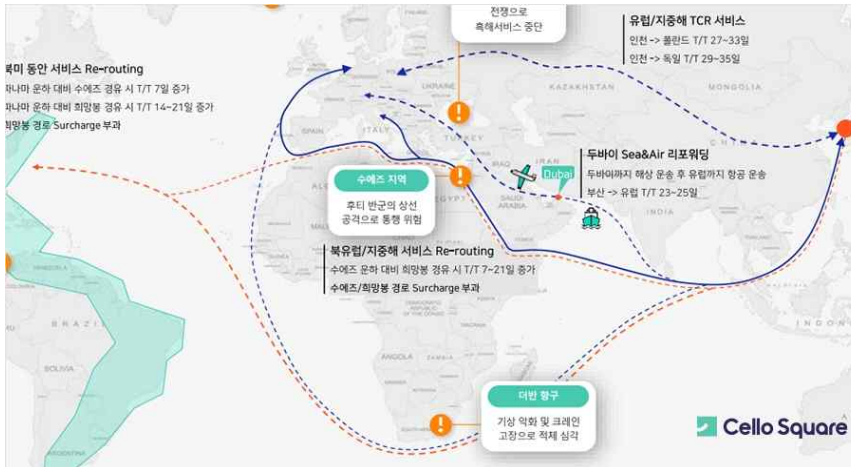 전쟁으로
흑해서비스 중단
유럽/지중해 TCR 서비스
인천 -> 폴란드 T/T 27~33일
인천 -> 독일 T/T 29~35일
북미 동안 서비스 Re-routing
파나마 운하 대비 수에즈 경유 시 T/T 7일 증가
파나마 운하 대비 희망봉 경유 시 T/T 14~21일 증가
희망봉 경로 Surcharge 부과
UKRAINE
KAZAKHSTAN
MONGOLIA
SPAIN
ITALY
TURKEY
CHINA
IRAQ
IRAN
두바이 Sea&Air 리포워딩
두바이까지 해상 운송 후 유럽까지 항공 운송
부산 -> 유럽 T/T 23~25일
Dubai
수에즈 지역
후티 반군의 상선
공격으로 통행 위험
EGYPT
SAUDI
ARABIA
INDIA
북유럽/지중해 서비스 Re-routing
수에즈 운하 대비 희망봉 경유 시 T/T 7~21일 증가
수에즈/희망봉 경로 Surcharge 부과
VENEZUELA
BRAZIL
BOLIVIA
ANGOLA
ARGENTINA
INDON
더반 항구
기상 악화 및 크레인
고장으로 적체 심각
Cello Square